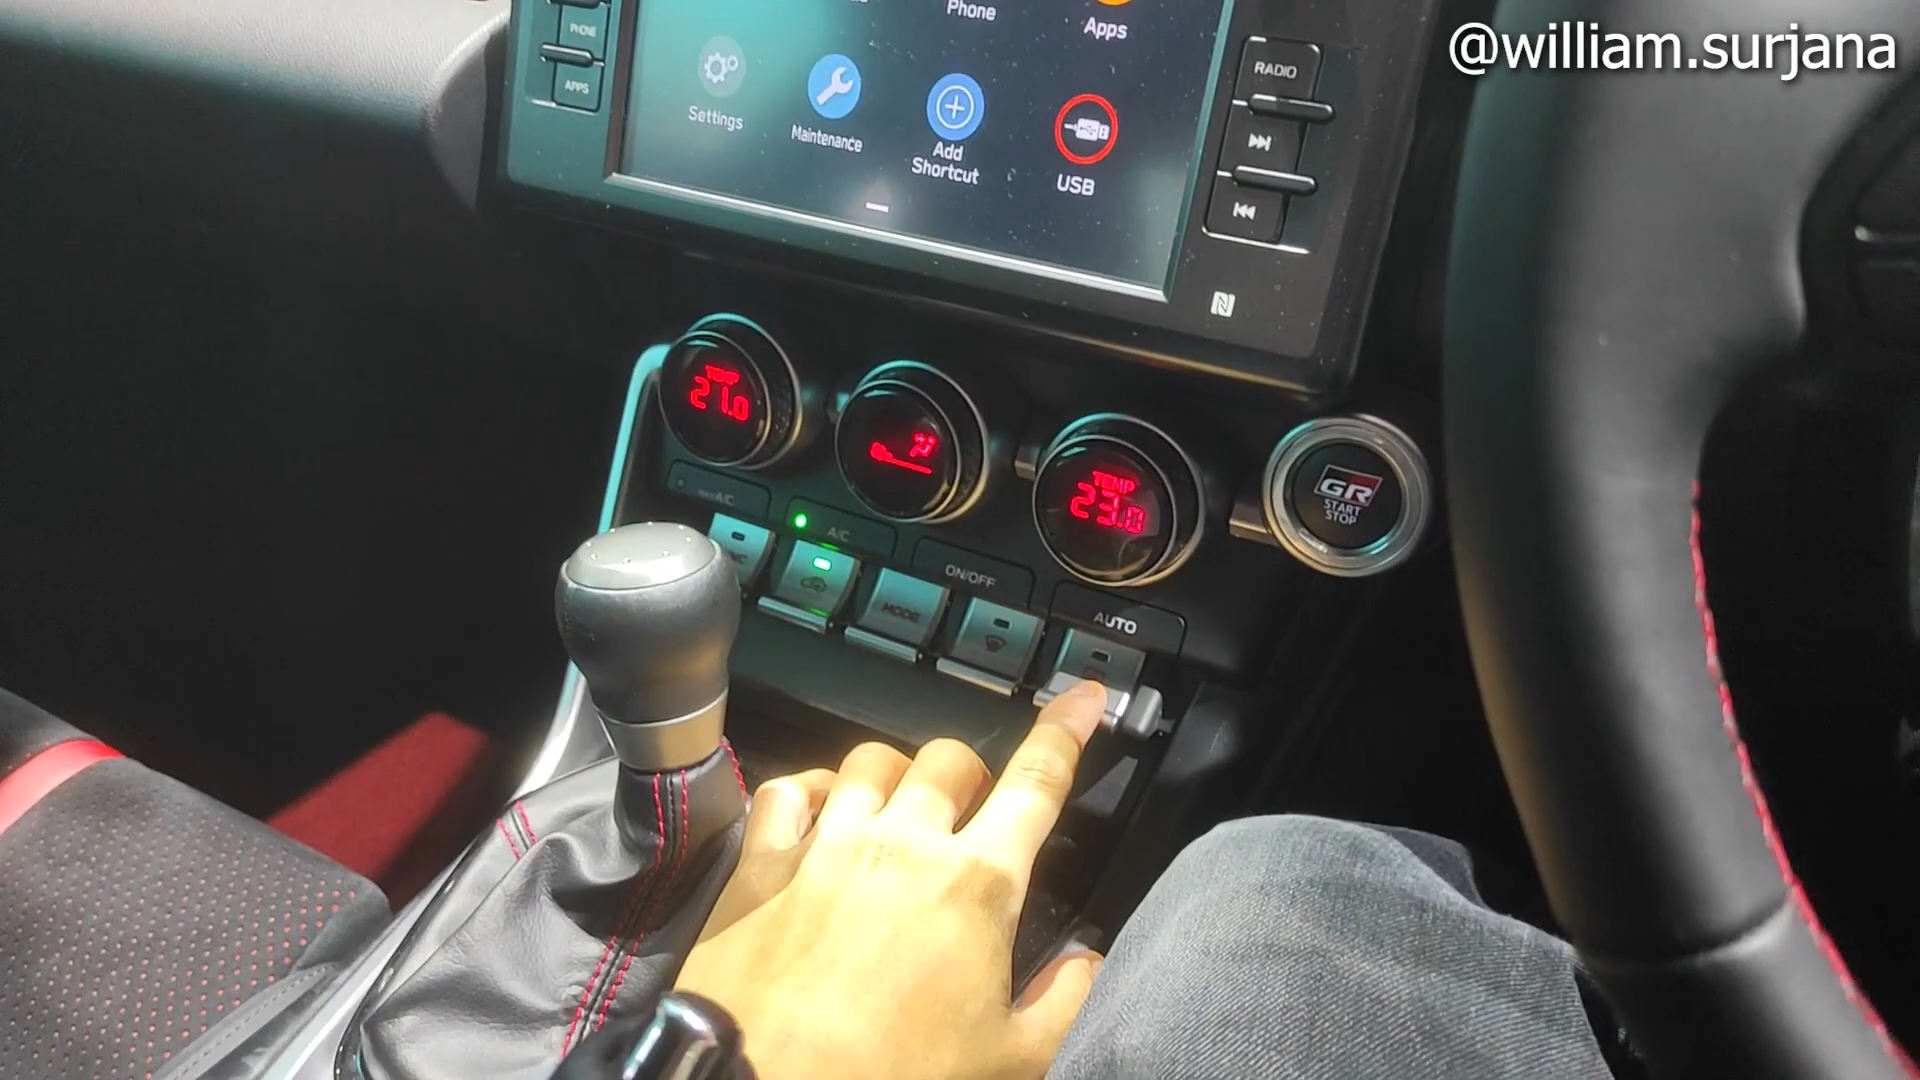 @william.surjana
PHONE
APPS
Phone
Apps
Settings
Maintenance
Add
Shortcut
USB
RADIO
N
TEMP
21.0
TEMP
23.0
GR
START
STOP
A/C
A/C
ON/OFF
AUTO
MODE